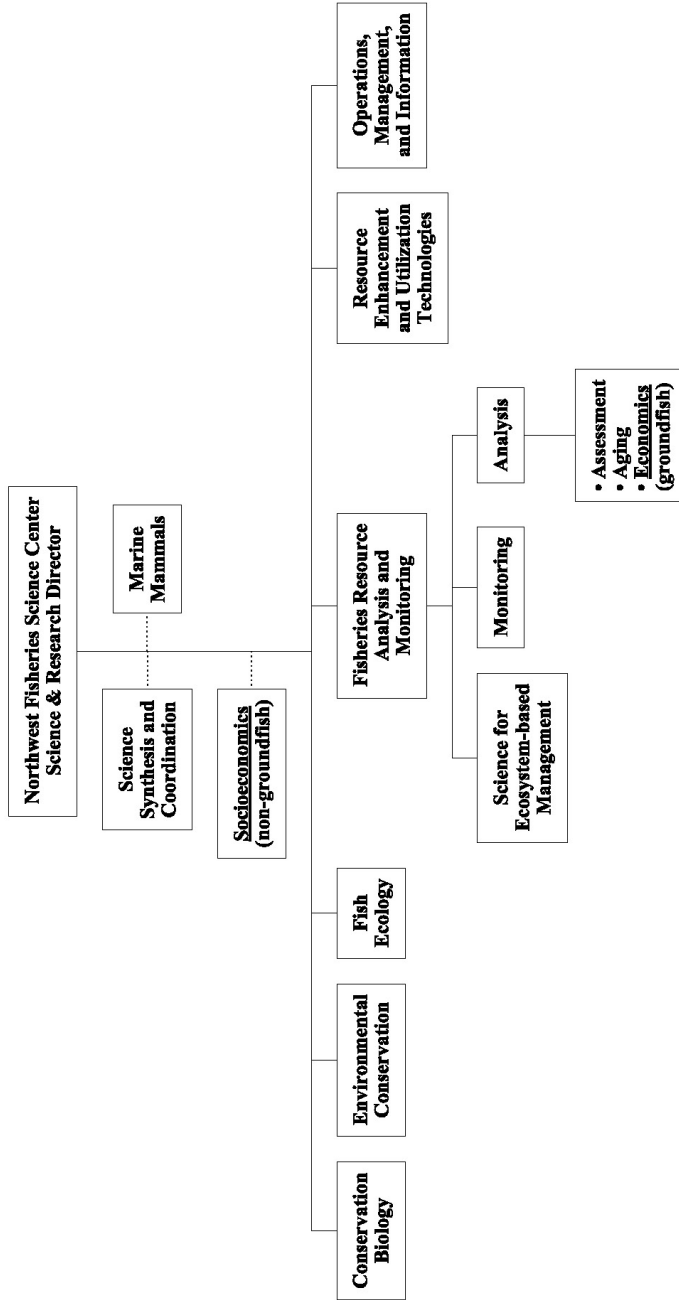 Northwest Fisheries Science Center
Science & Research Director
Science
Synthesis and
Coordination
Marine
Mammals
Socioeconomics
(non-groundfish)
Conservation
Biology
Environmental
Conservation
Fish
Ecology
Fisheries Resource
Analysis and
Monitoring
Resource
Enhancement
and Utilization
Technologies
Operations,
Management,
and Information
Science for
Ecosystem-based
Management
Monitoring
Analysis
• Assessment
• Aging
• Economics
(groundfish)